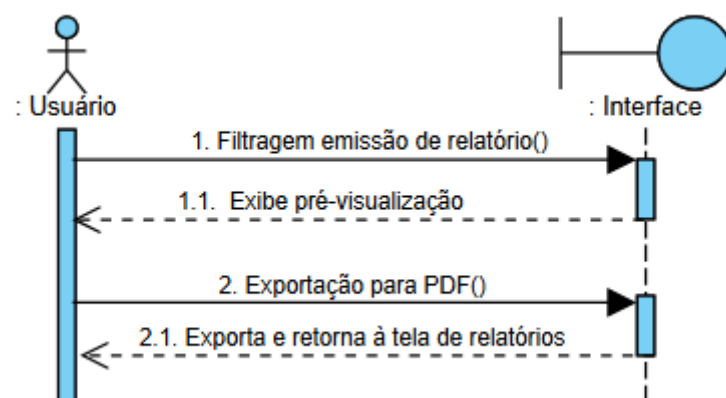 : Usuário
: Interface
1. Filtragem emissão de relatório()
1.1. Exibe pré-visualização
2. Exportação para PDF()
2.1. Exporta e retorna à tela de relatórios